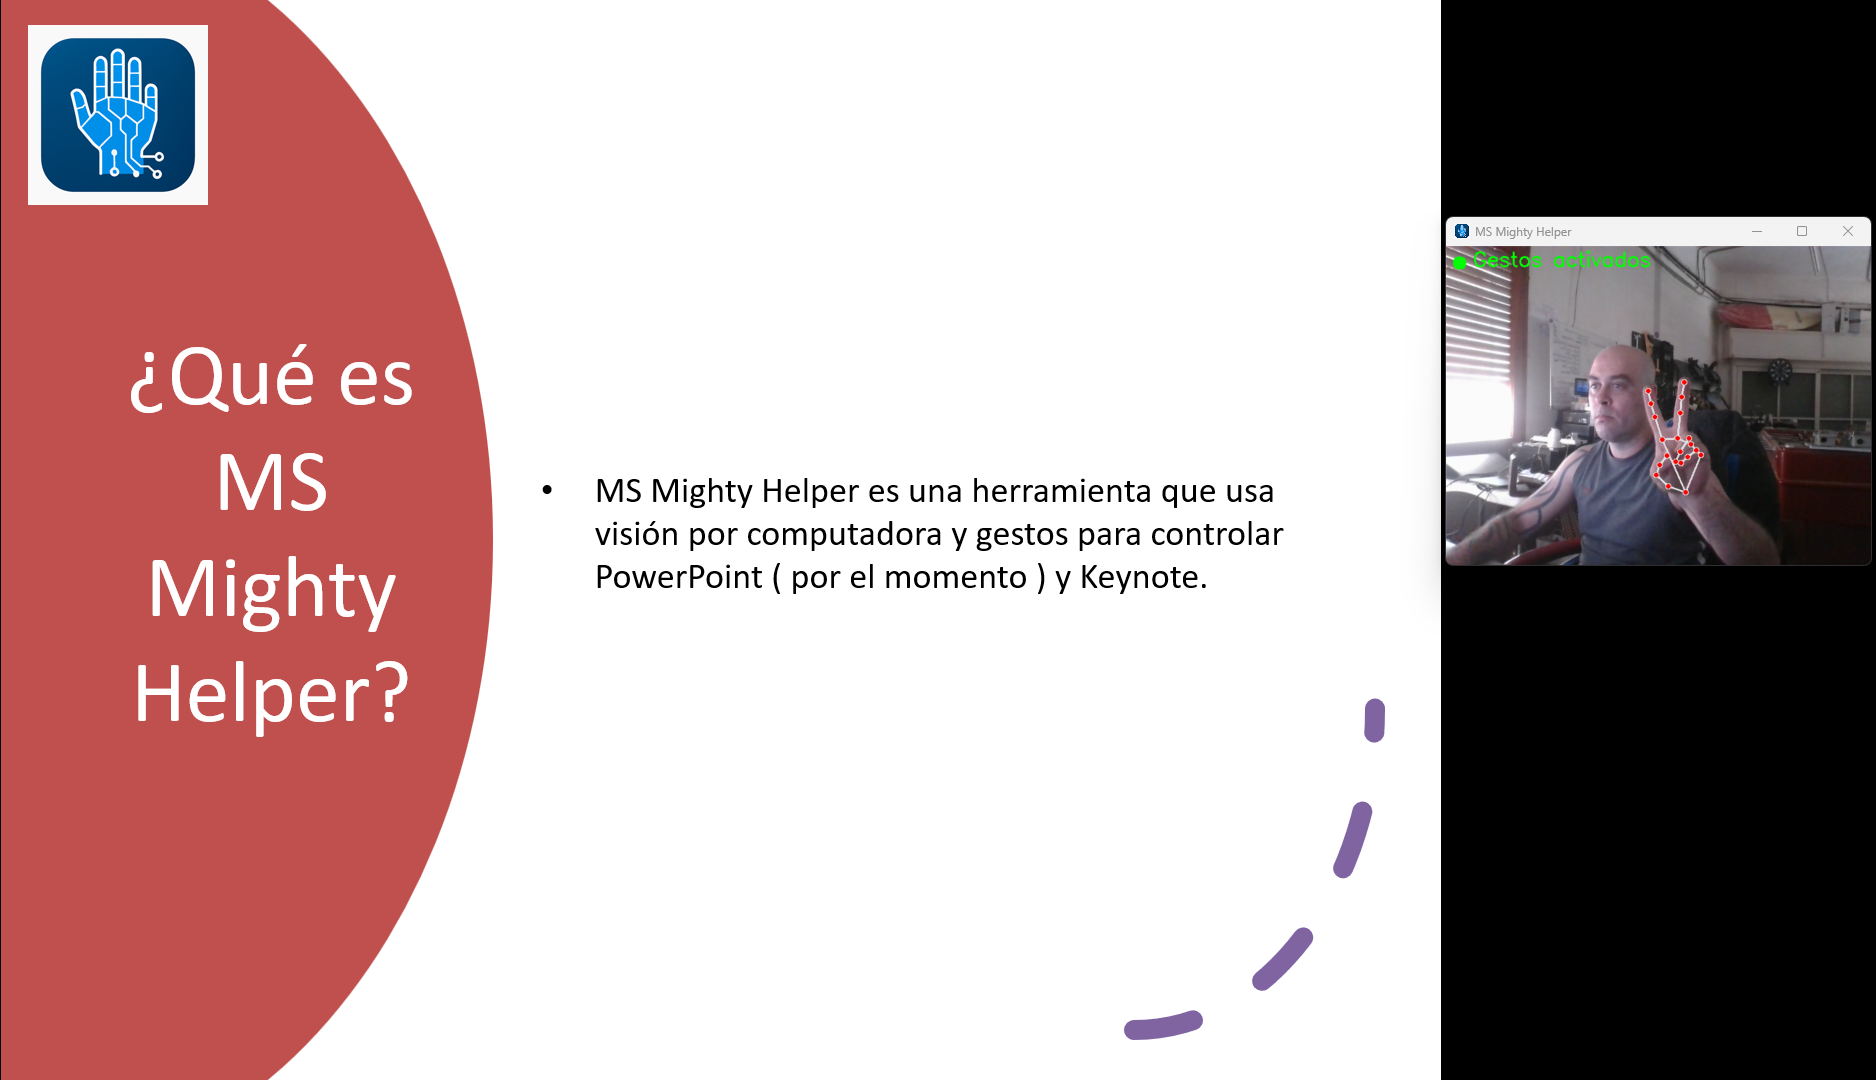 ¿Qué es
MS
Mighty
Helper?
• MS Mighty Helper es una herramienta que usa
visión por computadora y gestos para controlar
PowerPoint ( por el momento ) y Keynote.
MS Mighty Helper
Gestos activados